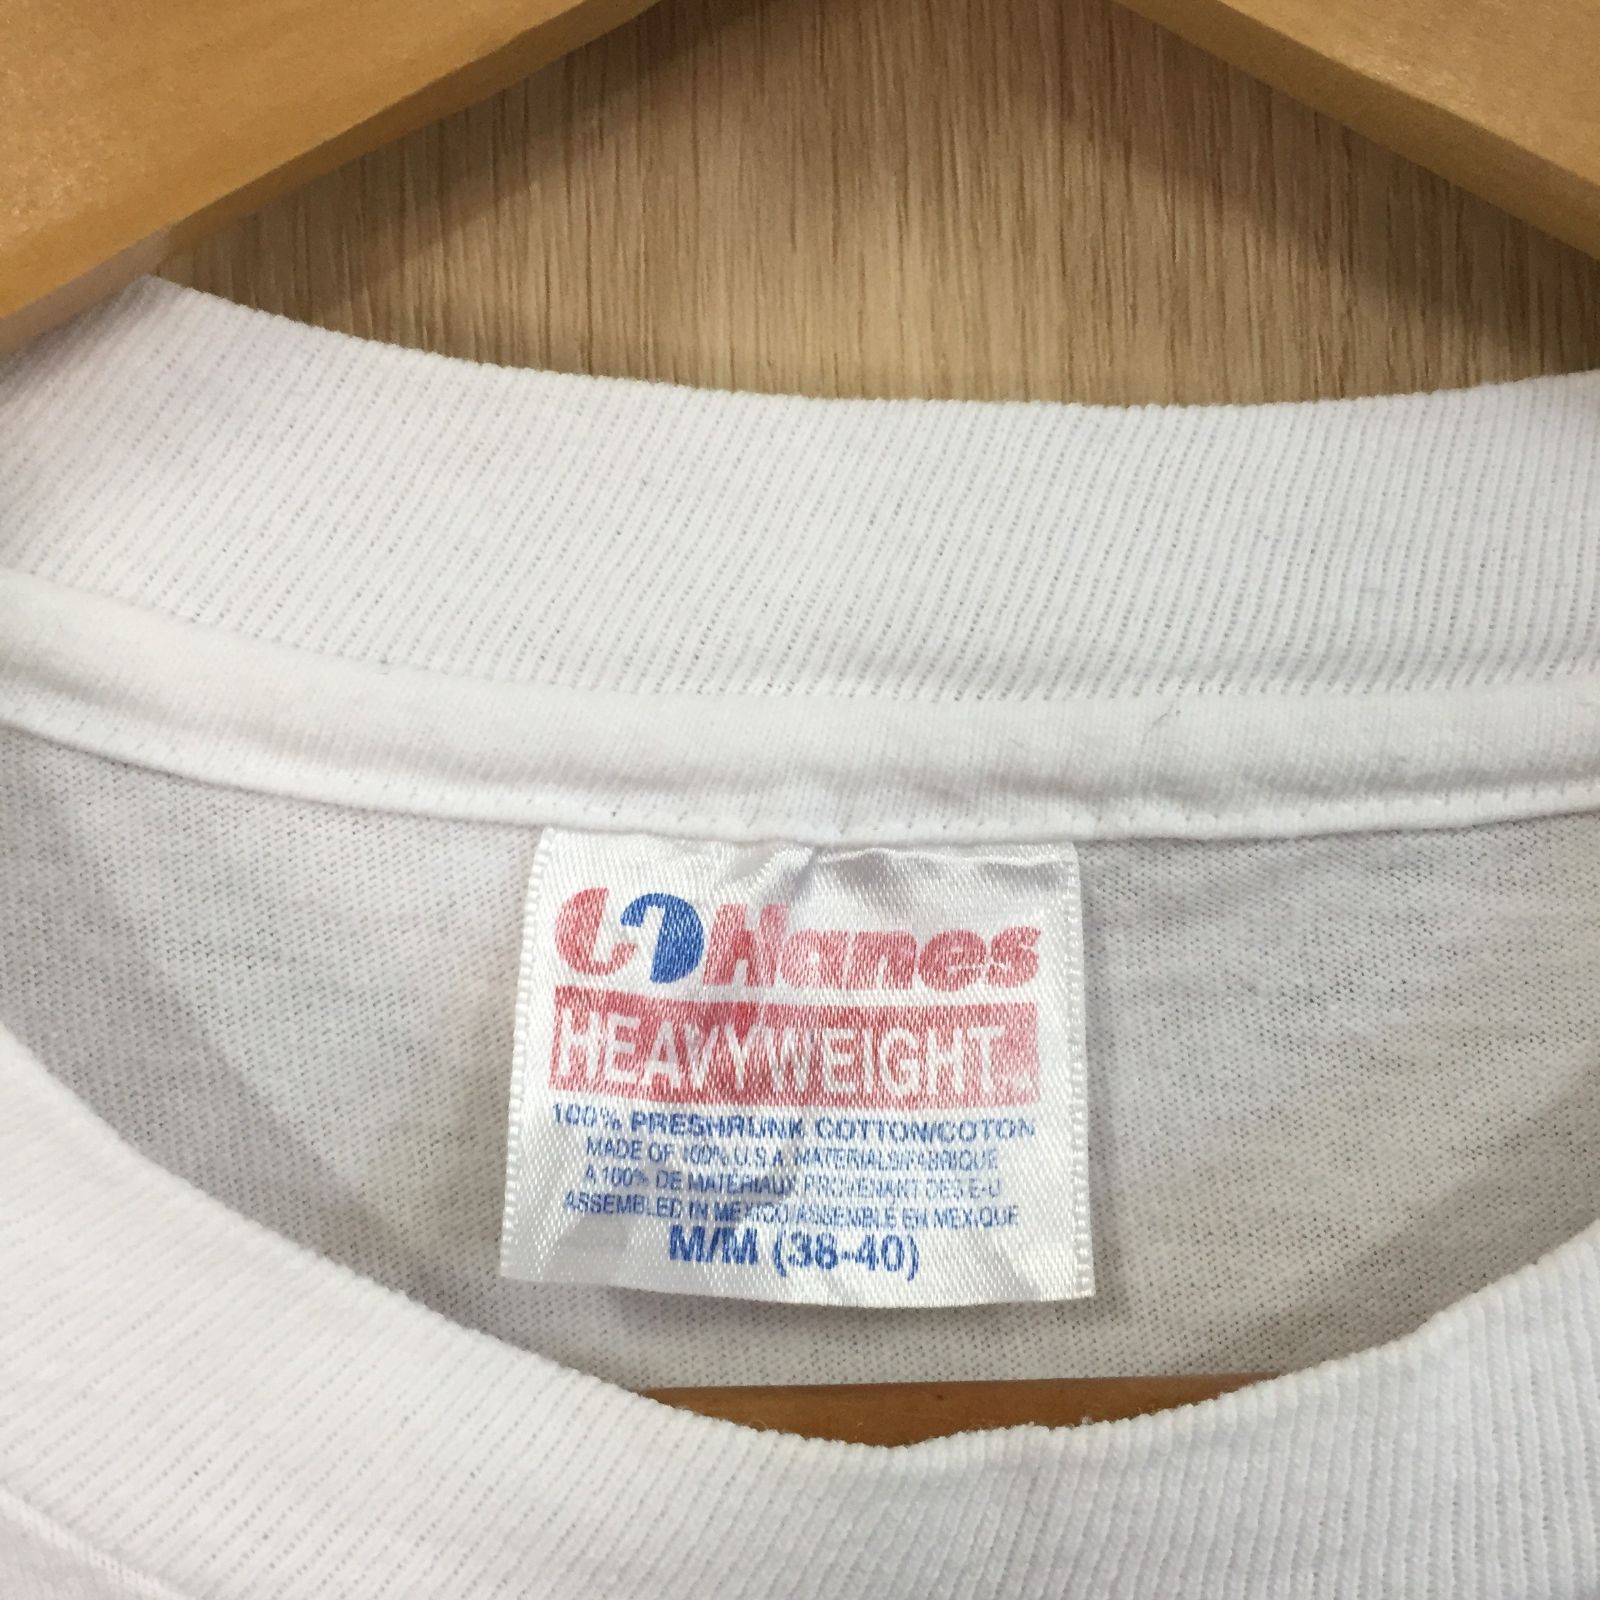 Hanes
HEAVYWEIGHT
100% PRESHRUNK COTTON/COTON
MADE OF 100% U.S.A. MATERIALS/FABRIQUE
A 100% DE MATERIAUX PROVENANT DES E-U
ASSEMBLED IN MEXICO/ASSEMBLE EN MEXIQUE
M/M (38-40)